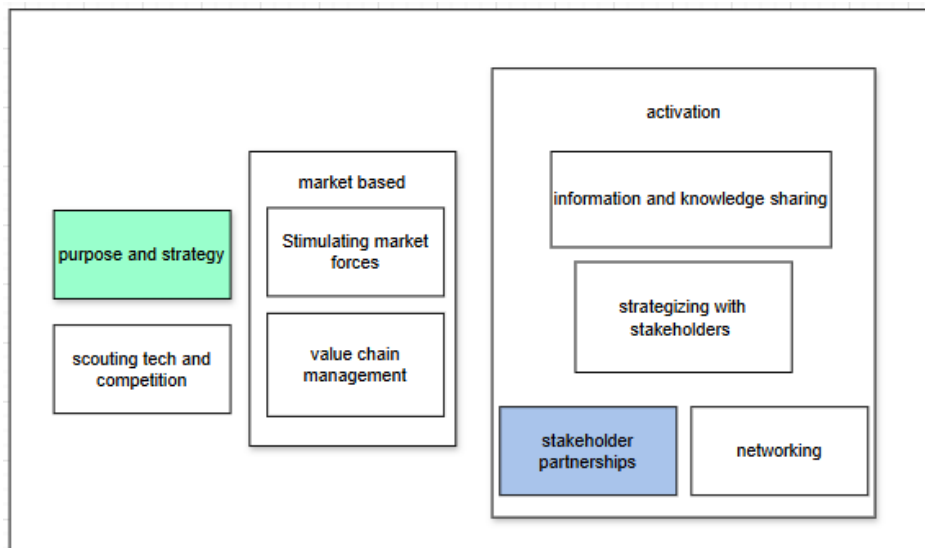 activation
market based
information and knowledge sharing
purpose and strategy
Stimulating market
forces
strategizing with
stakeholders
scouting tech and
competition
value chain
management
stakeholder
partnerships
networking